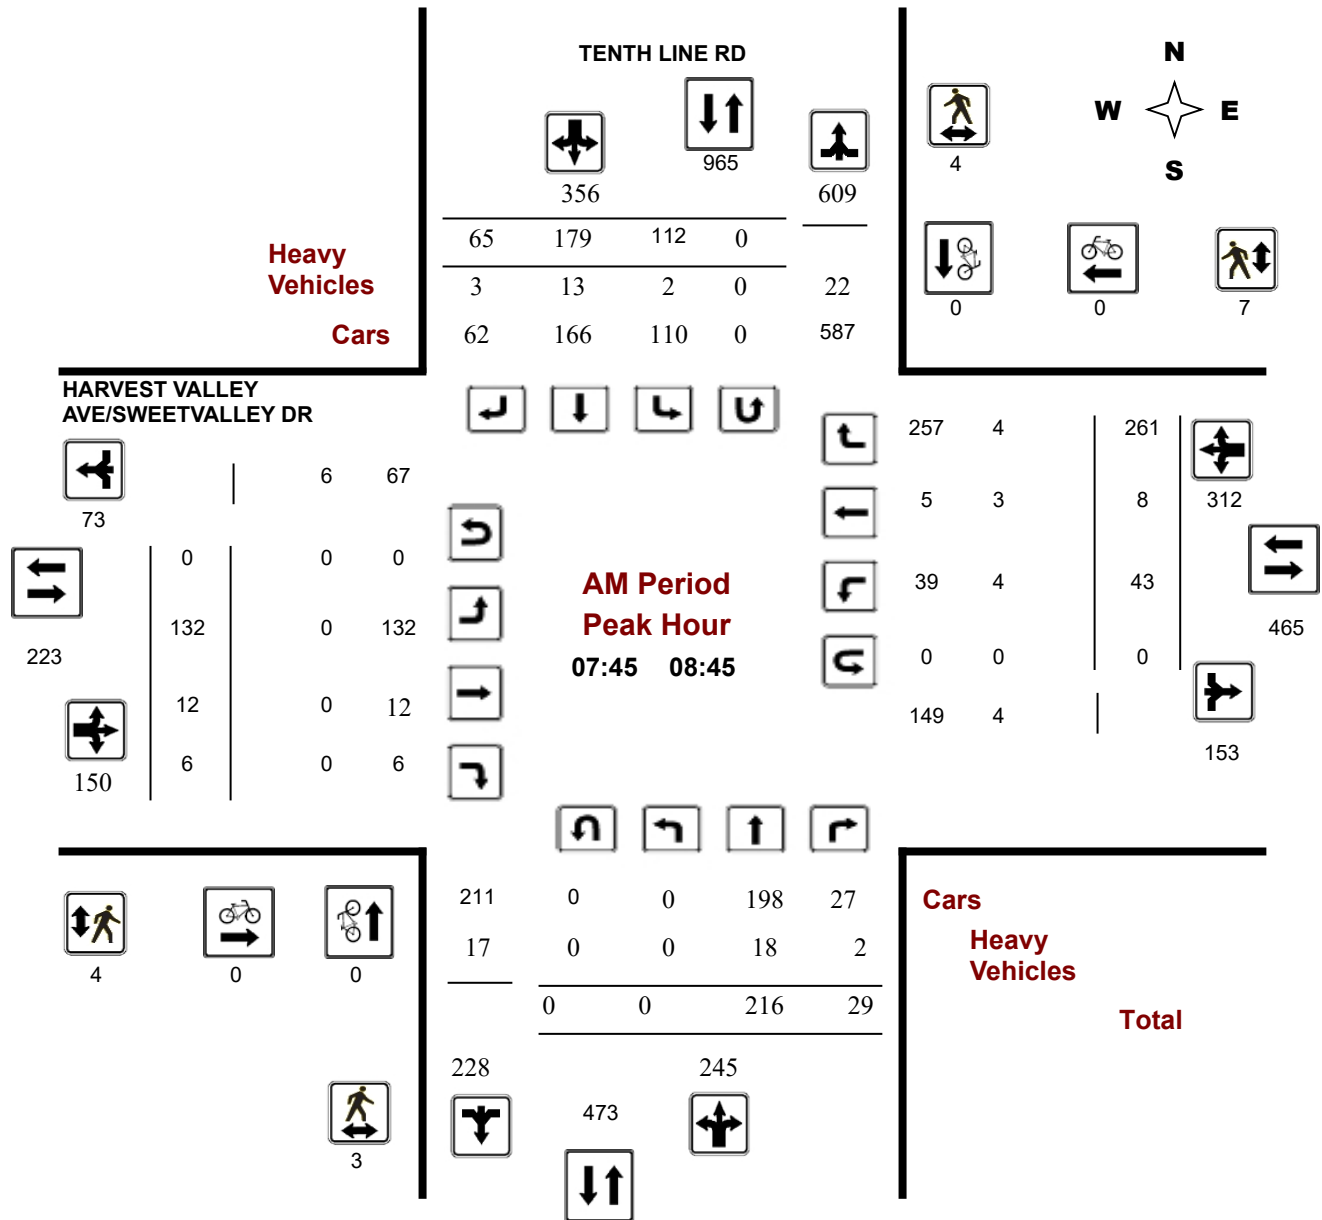 TENTH LINE RD
N
W E
S
965
4
356 609
65 179 112 0
Heavy
Vehicles 3 13 2 0 22
0 0 7
Cars 62 166 110 0 587
HARVEST VALLEY
AVE/SWEETVALLEY DR
257 4 261
6 67
73
5 3 8 312
0 0 0
AM Period
39 4 43
132 0 132 Peak Hour
465
223 07:45 08:45 0 0 0
12 0 12 149 4
153
6 0 6
150
211 0 0 198 27 Cars
17 0 0 18 2 Heavy
Vehicles
4 0 0
0 0 216 29 Total
228 245
473
3